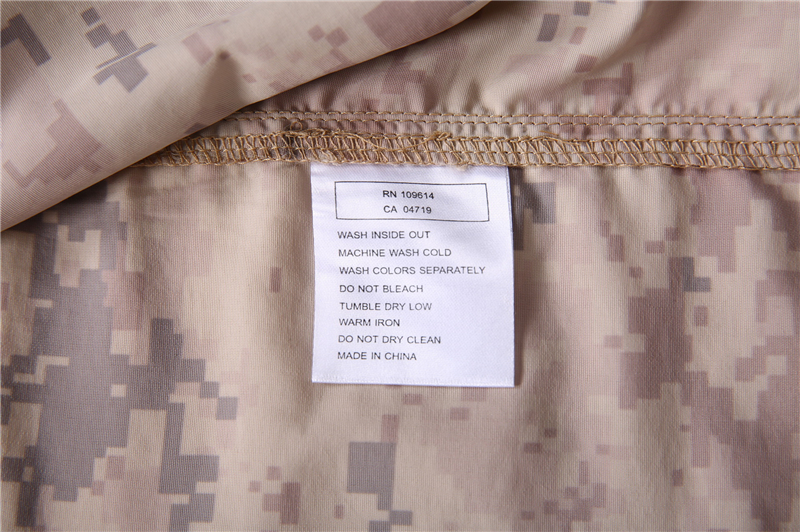 RN 109614
CA 04719
WASH INSIDE OUT
MACHINE WASH COLD
WASH COLORS SEPARATELY
DO NOT BLEACH
TUMBLE DRY LOW
WARM IRON
DO NOT DRY CLEAN
MADE IN CHINA